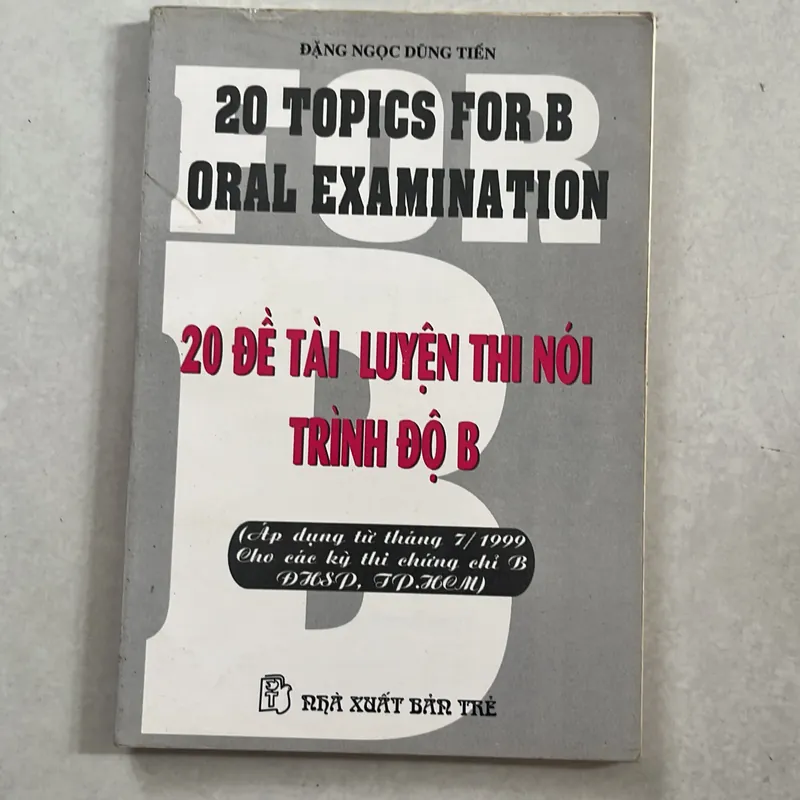 ĐẶNG NGỌC DŨNG TIẾN
FOR
20 TOPICS FOR B
ORAL EXAMINATION
B
20 ĐỀ TÀI LUYỆN THI NÓI
TRÌNH ĐỘ B
(Áp dụng từ tháng 7/1999
Cho các kỳ thi chứng chỉ B
ĐHSP, TP.HCM)
NHÀ XUẤT BẢN TRẺ